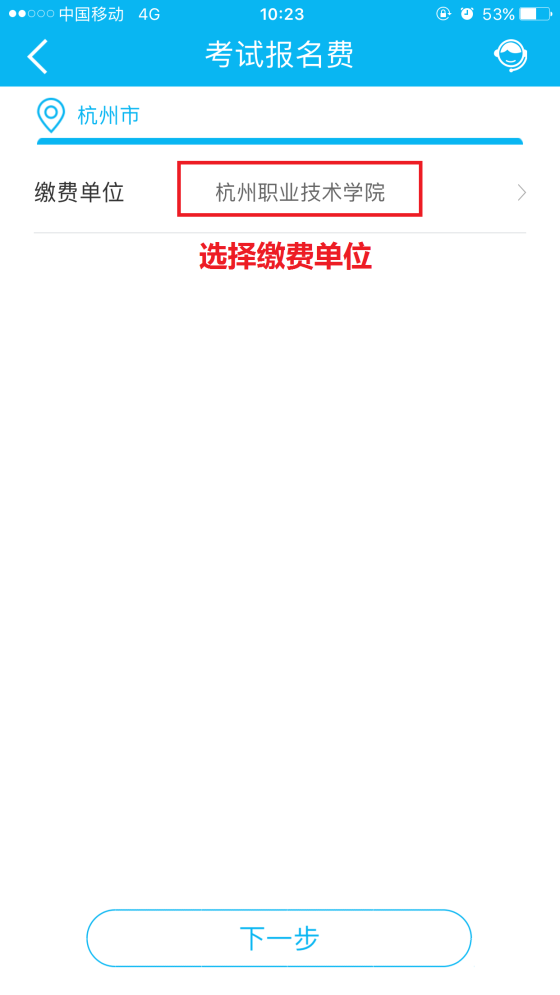 中国移动 4G 10:23 53%
考试报名费
杭州市
缴费单位 杭州职业技术学院
选择缴费单位
下一步